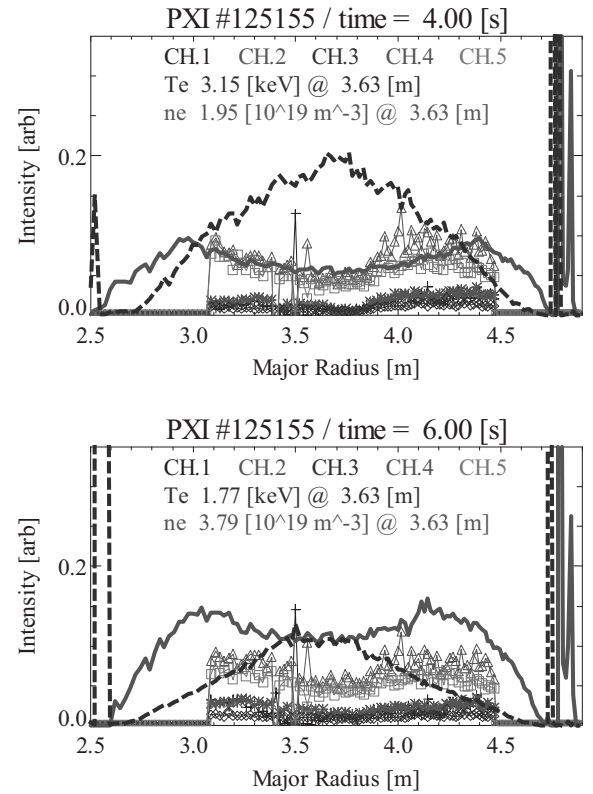 PXI #125155 / time = 4.00 [s]
CH.1 CH.2 CH.3 CH.4 CH.5
Te 3.15 [keV] @ 3.63 [m]
ne 1.95 [10^19 m^-3] @ 3.63 [m]
Intensity [arb]
0.2
0.0
2.5 3.0 3.5 4.0 4.5
Major Radius [m]
PXI #125155 / time = 6.00 [s]
CH.1 CH.2 CH.3 CH.4 CH.5
Te 1.77 [keV] @ 3.63 [m]
ne 3.79 [10^19 m^-3] @ 3.63 [m]
Intensity [arb]
0.2
0.0
2.5 3.0 3.5 4.0 4.5
Major Radius [m]